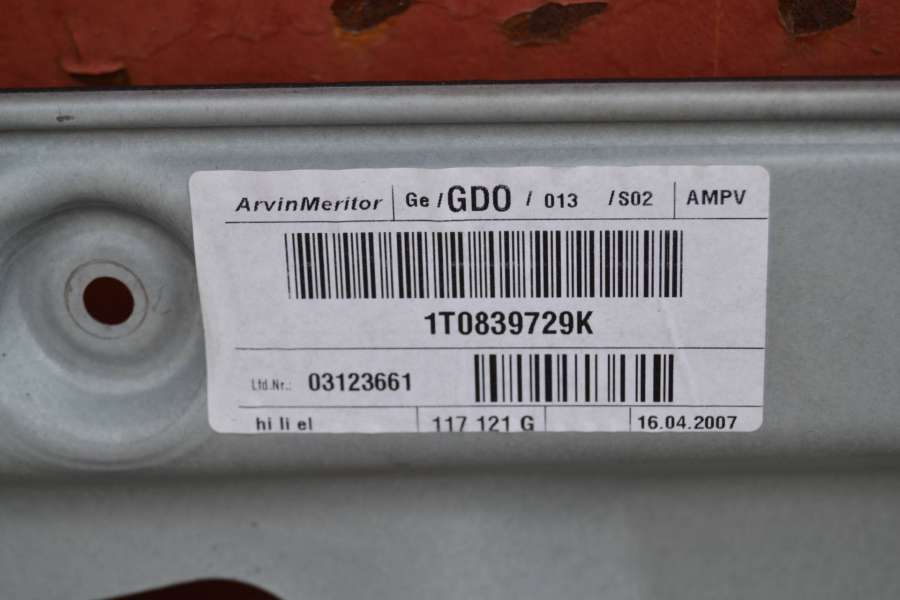 ArvinMeritor Ge / GDO / 013 / S02 AMPV
1T0839729K
Lfd.Nr.: 03123661
hi li el 117 121 G 16.04.2007